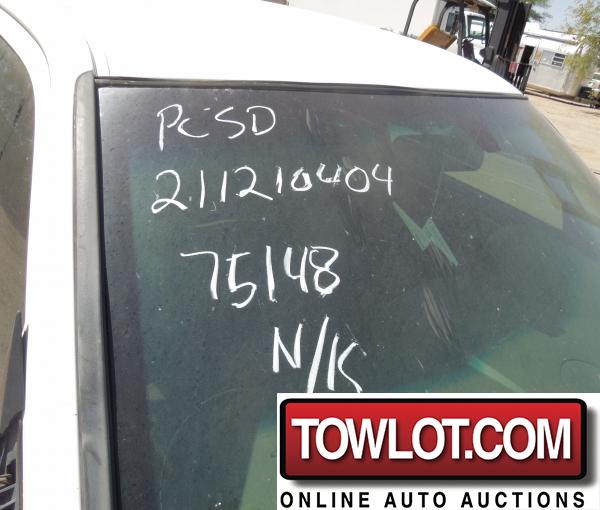 PCSD
211210404
75148
N/K
TOWLOT.COM
ONLINE AUTO AUCTIONS